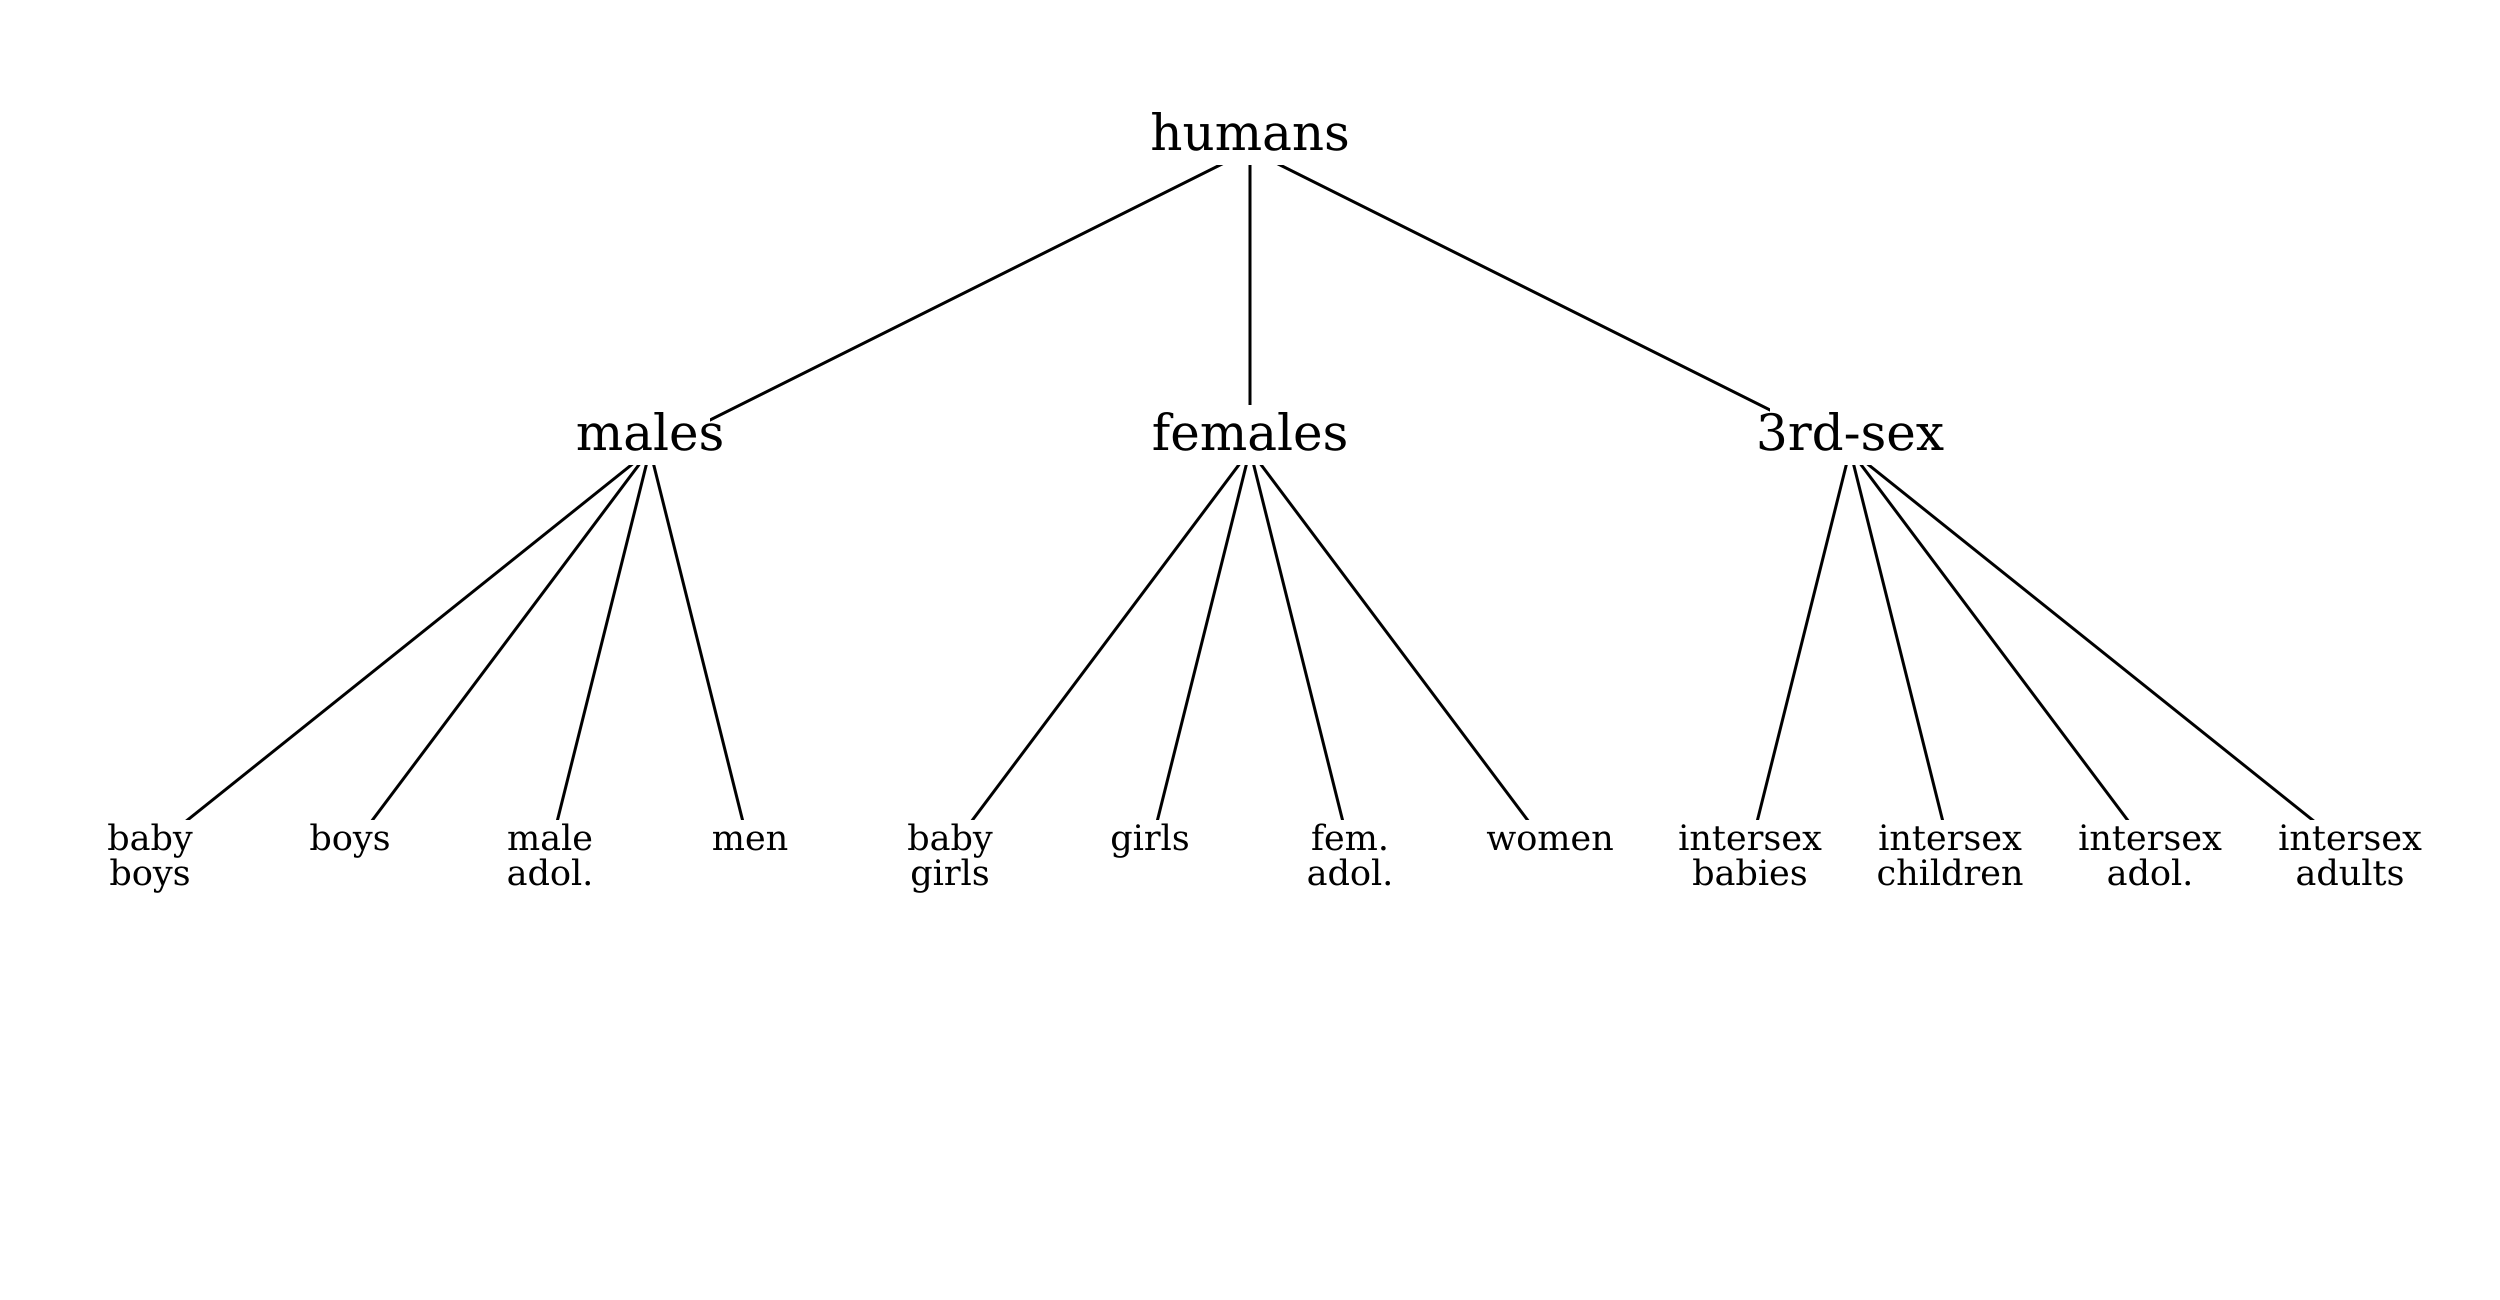 humans
males
females
3rd-sex
baby
boys
boys
male
adol.
men
baby
girls
girls
fem.
adol.
women
intersex
babies
intersex
children
intersex
adol.
intersex
adults